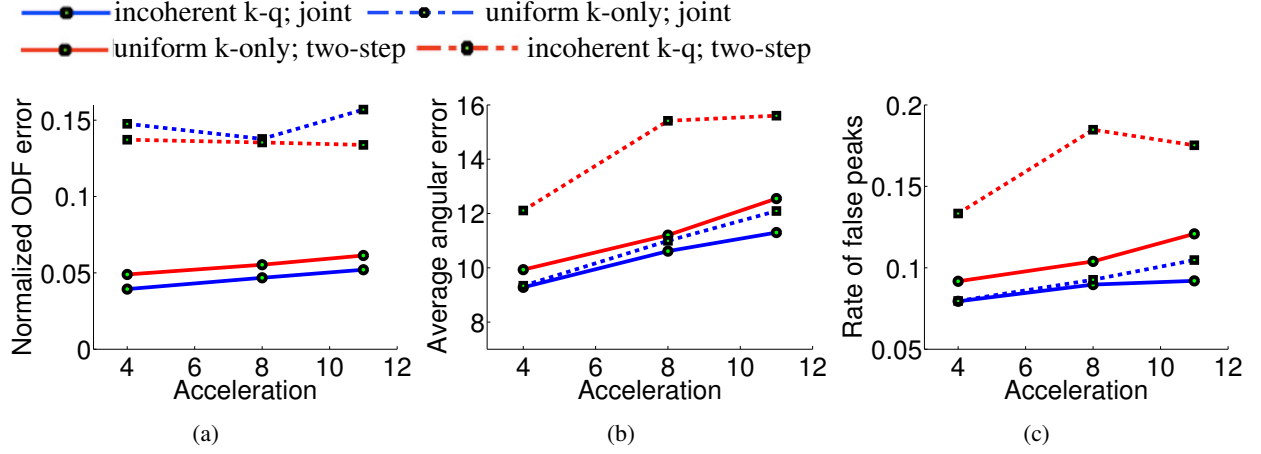 incoherent k-q; joint uniform k-only; joint
uniform k-only; two-step incoherent k-q; two-step
Normalized ODF error
0.15
0.1
0.05
0
4 6 8 10 12
Acceleration
(a)
Average angular error
16
14
12
10
8
4 6 8 10 12
Acceleration
(b)
Rate of false peaks
0.2
0.15
0.1
0.05
4 6 8 10 12
Acceleration
(c)